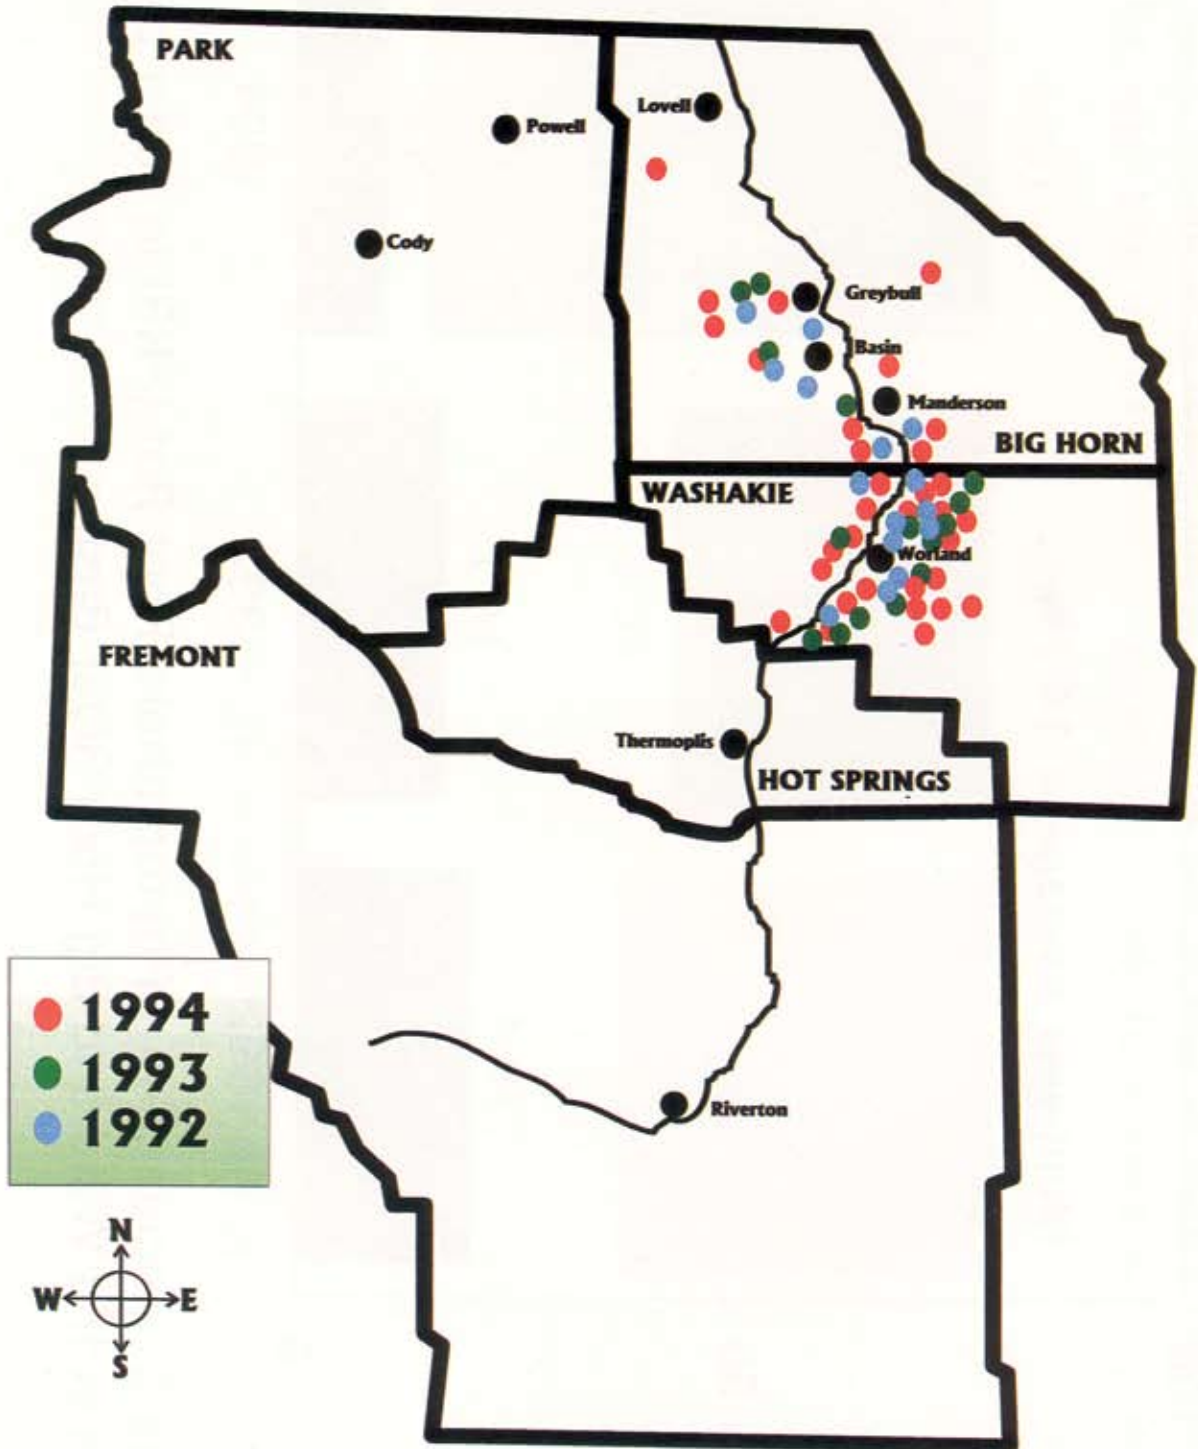 PARK
Lovell
Powell
Cody
Greybull
Basin
Manderson
BIG HORN
WASHAKIE
Worland
FREMONT
Thermoplis
HOT SPRINGS
1994
1993
1992
Riverton
N
W E
S